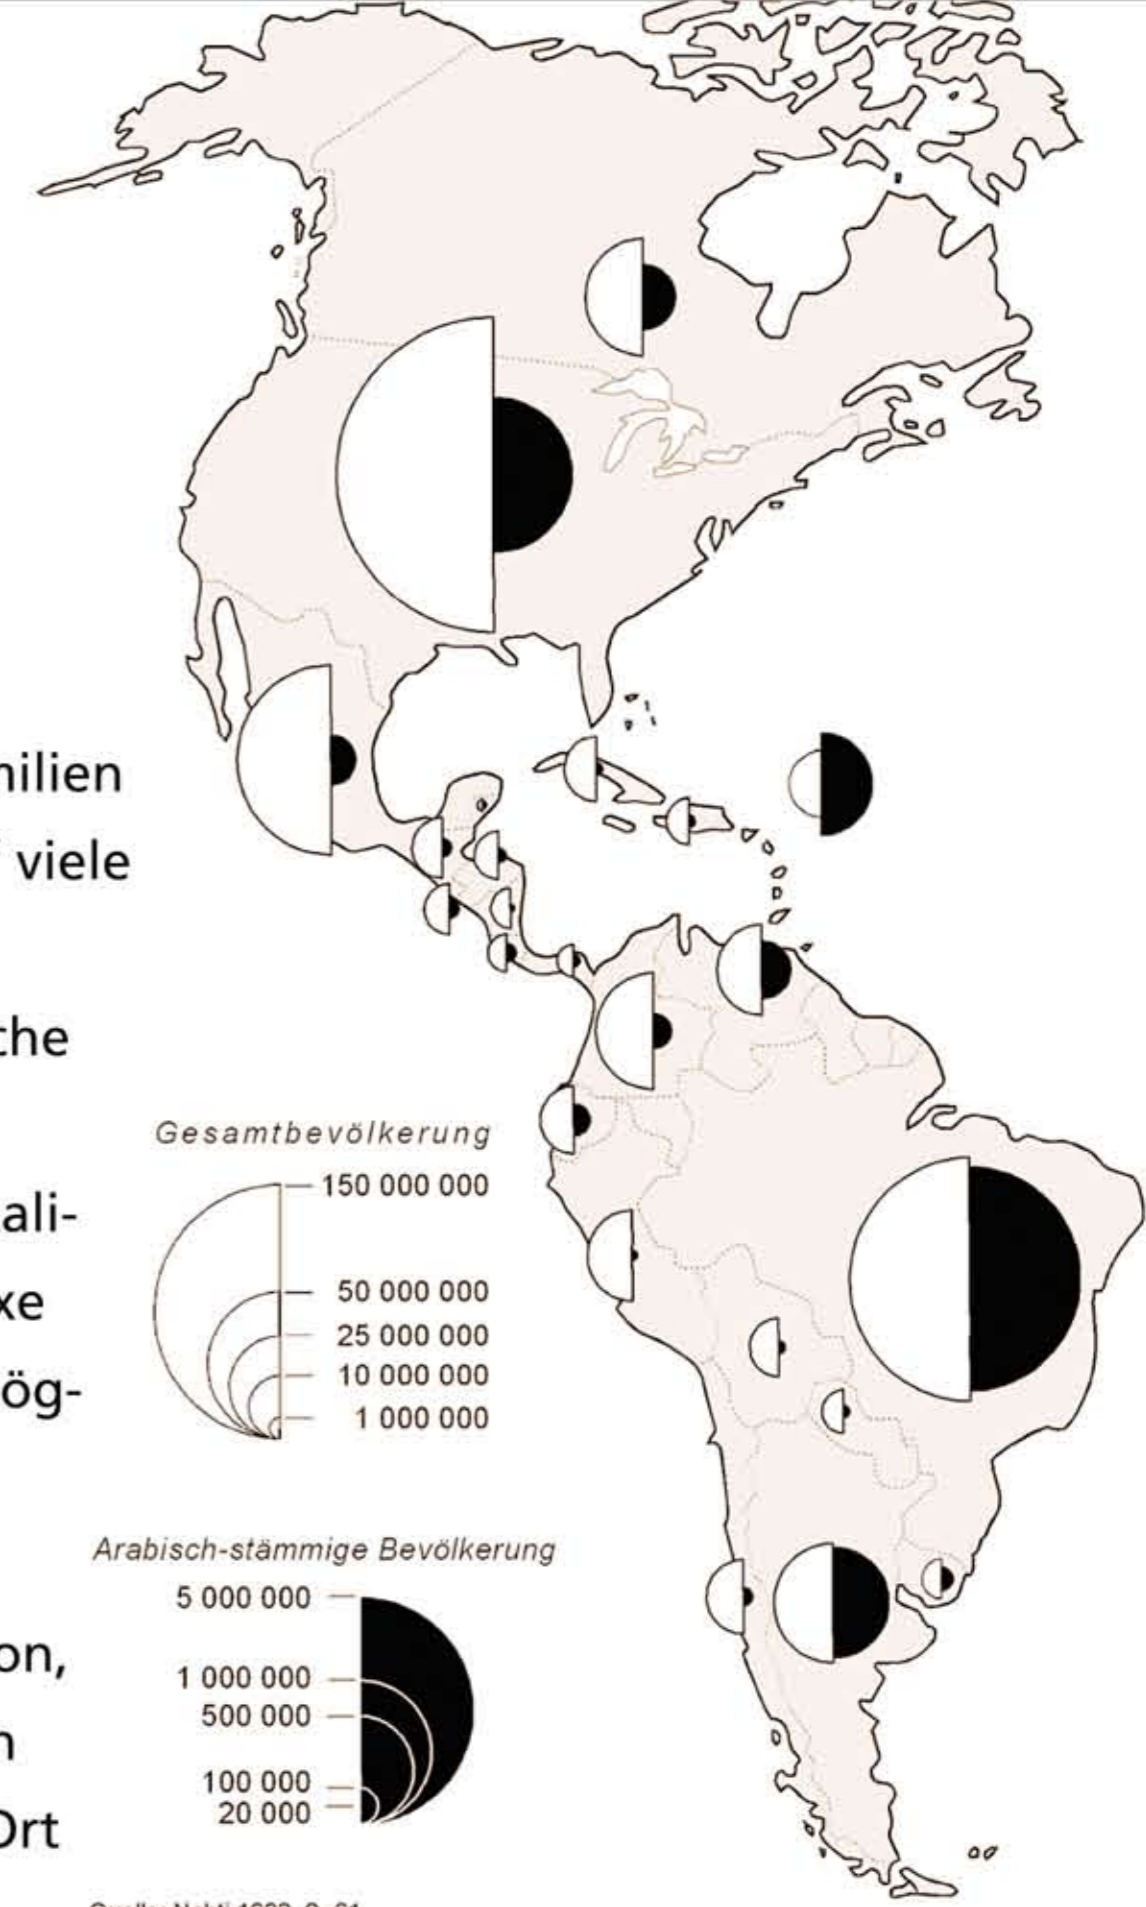 milien
viele
che
Gesamtbevölkerung
150 000 000
50 000 000
25 000 000
10 000 000
1 000 000
ali-
xe
ög-
Arabisch-stämmige Bevölkerung
5 000 000
1 000 000
500 000
100 000
20 000
on,
n
Ort